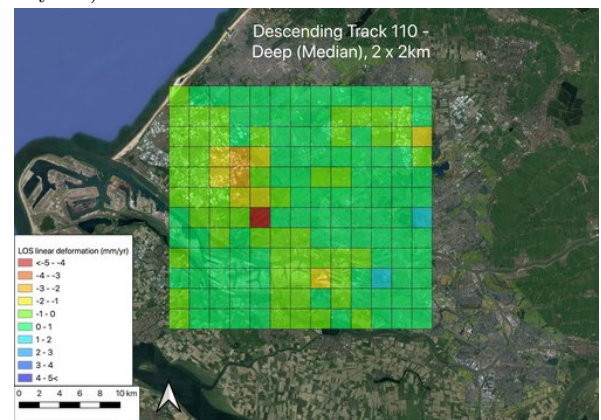 Descending Track 110 -
Deep (Median), 2 x 2km
LOS linear deformation (mm/yr)
<-5 - -4
-4 - -3
-3 - -2
-2 - -1
-1 - 0
0 - 1
1 - 2
2 - 3
3 - 4
4 - 5<
0 2 4 6 8 10 km